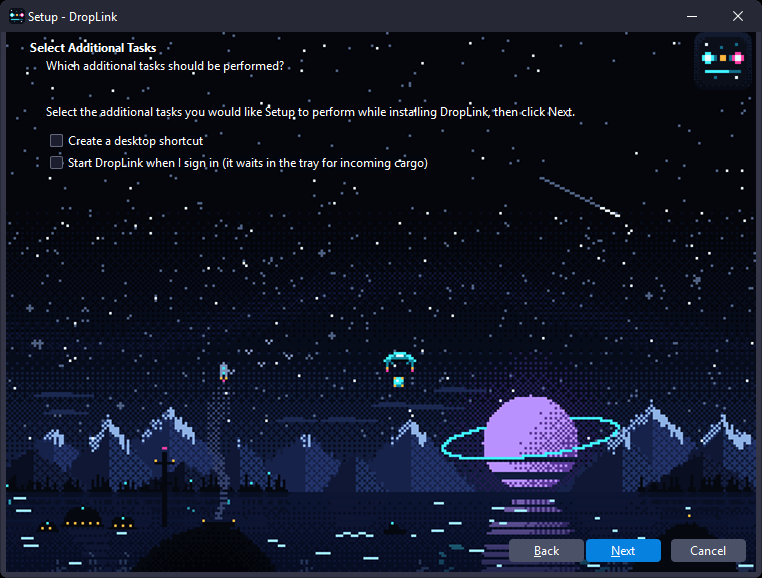 Setup - DropLink
Select Additional Tasks
Which additional tasks should be performed?
Select the additional tasks you would like Setup to perform while installing DropLink, then click Next.
Create a desktop shortcut
Start DropLink when I sign in (it waits in the tray for incoming cargo)
Back
Next
Cancel